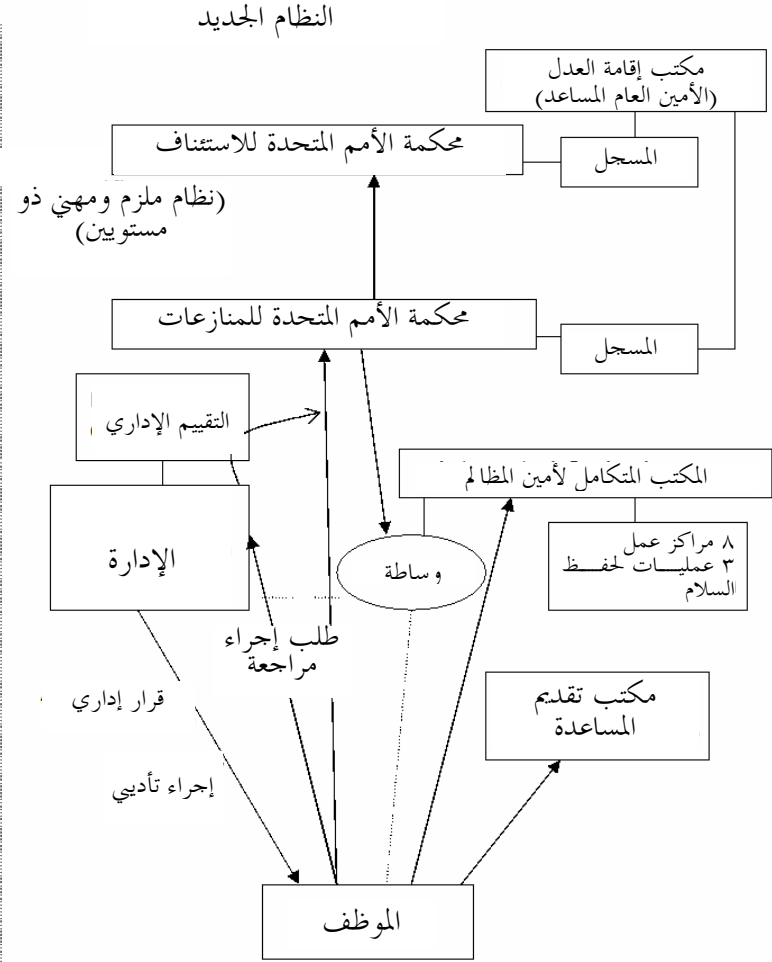 النظام الجديد
مكتب إقامة العدل
(الأمين العام المساعد)
محكمة الأمم المتحدة للاستئناف
المسجل
(نظام ملزم ومهني ذو
مستويين)
محكمة الأمم المتحدة للمنازعات
المسجل
التقييم الإداري
المكتب المتكامل لأمين المظالم
الإدارة
وساطة
٨ مراكز عمل
٣ عمليـــات لحفـــظ
السلام
طلب إجراء
مراجعة
قرار إداري
مكتب تقديم
المساعدة
إجراء تأديبي
الموظف